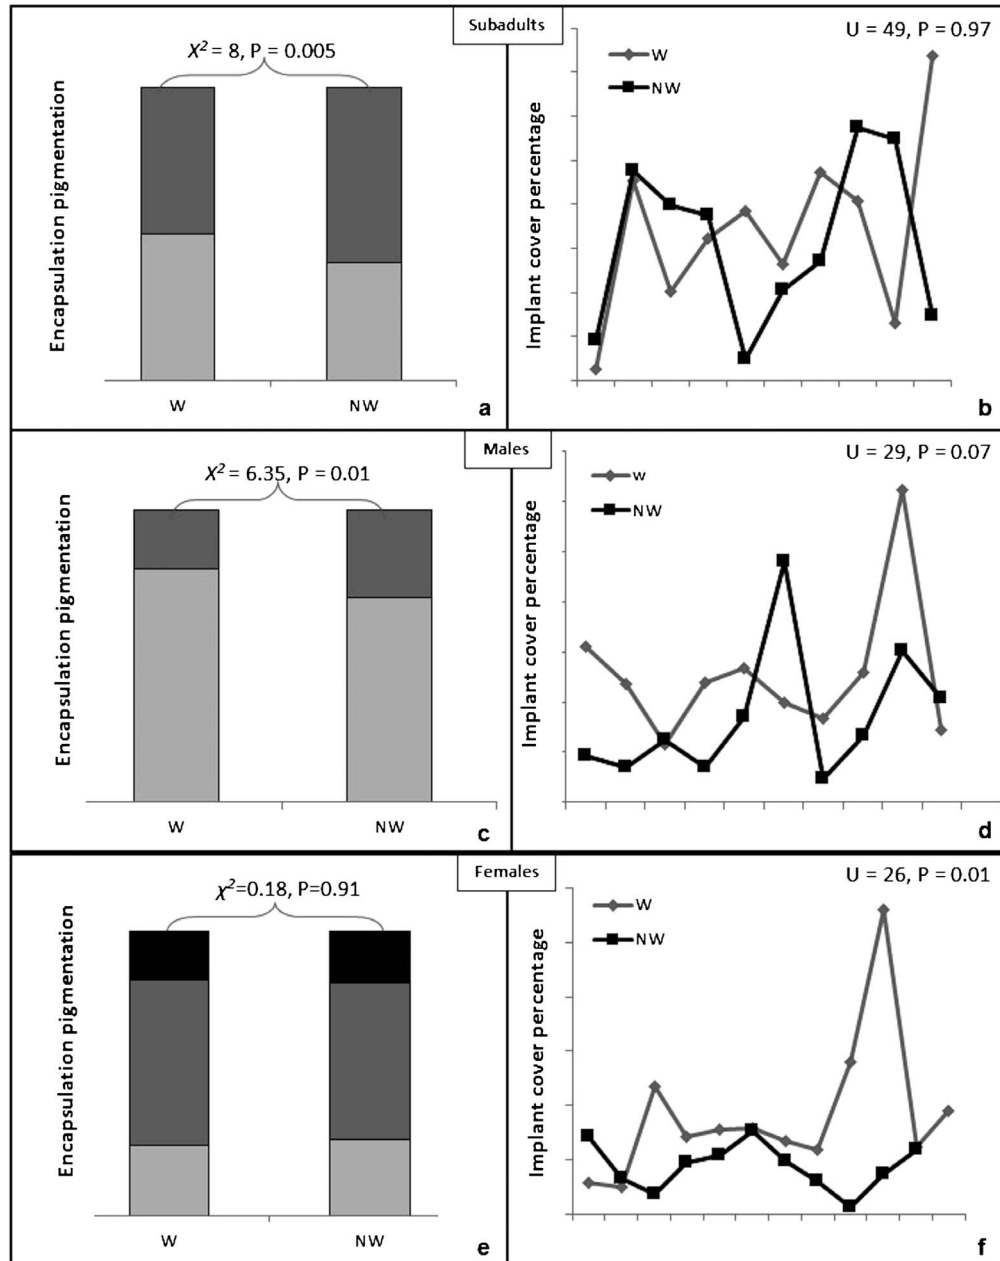 Subadults
X² = 8, P = 0.005
Encapsulation pigmentation
W
NW
a
U = 49, P = 0.97
W
NW
Implant cover percentage
b
Males
X² = 6.35, P = 0.01
Encapsulation pigmentation
W
NW
c
U = 29, P = 0.07
w
NW
Implant cover percentage
d
Females
χ²=0.18, P=0.91
Encapsulation pigmentation
W
NW
e
U = 26, P = 0.01
W
NW
Implant cover percentage
f